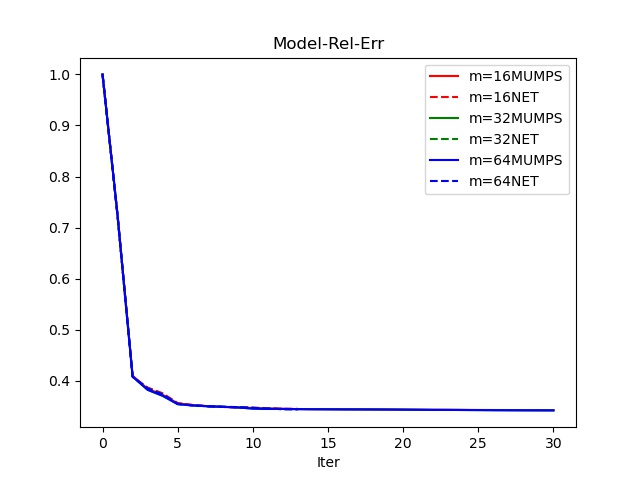 Model-Rel-Err
1.0
0.9
0.8
0.7
0.6
0.5
0.4
m=16MUMPS
m=16NET
m=32MUMPS
m=32NET
m=64MUMPS
m=64NET
0 5 10 15 20 25 30
Iter